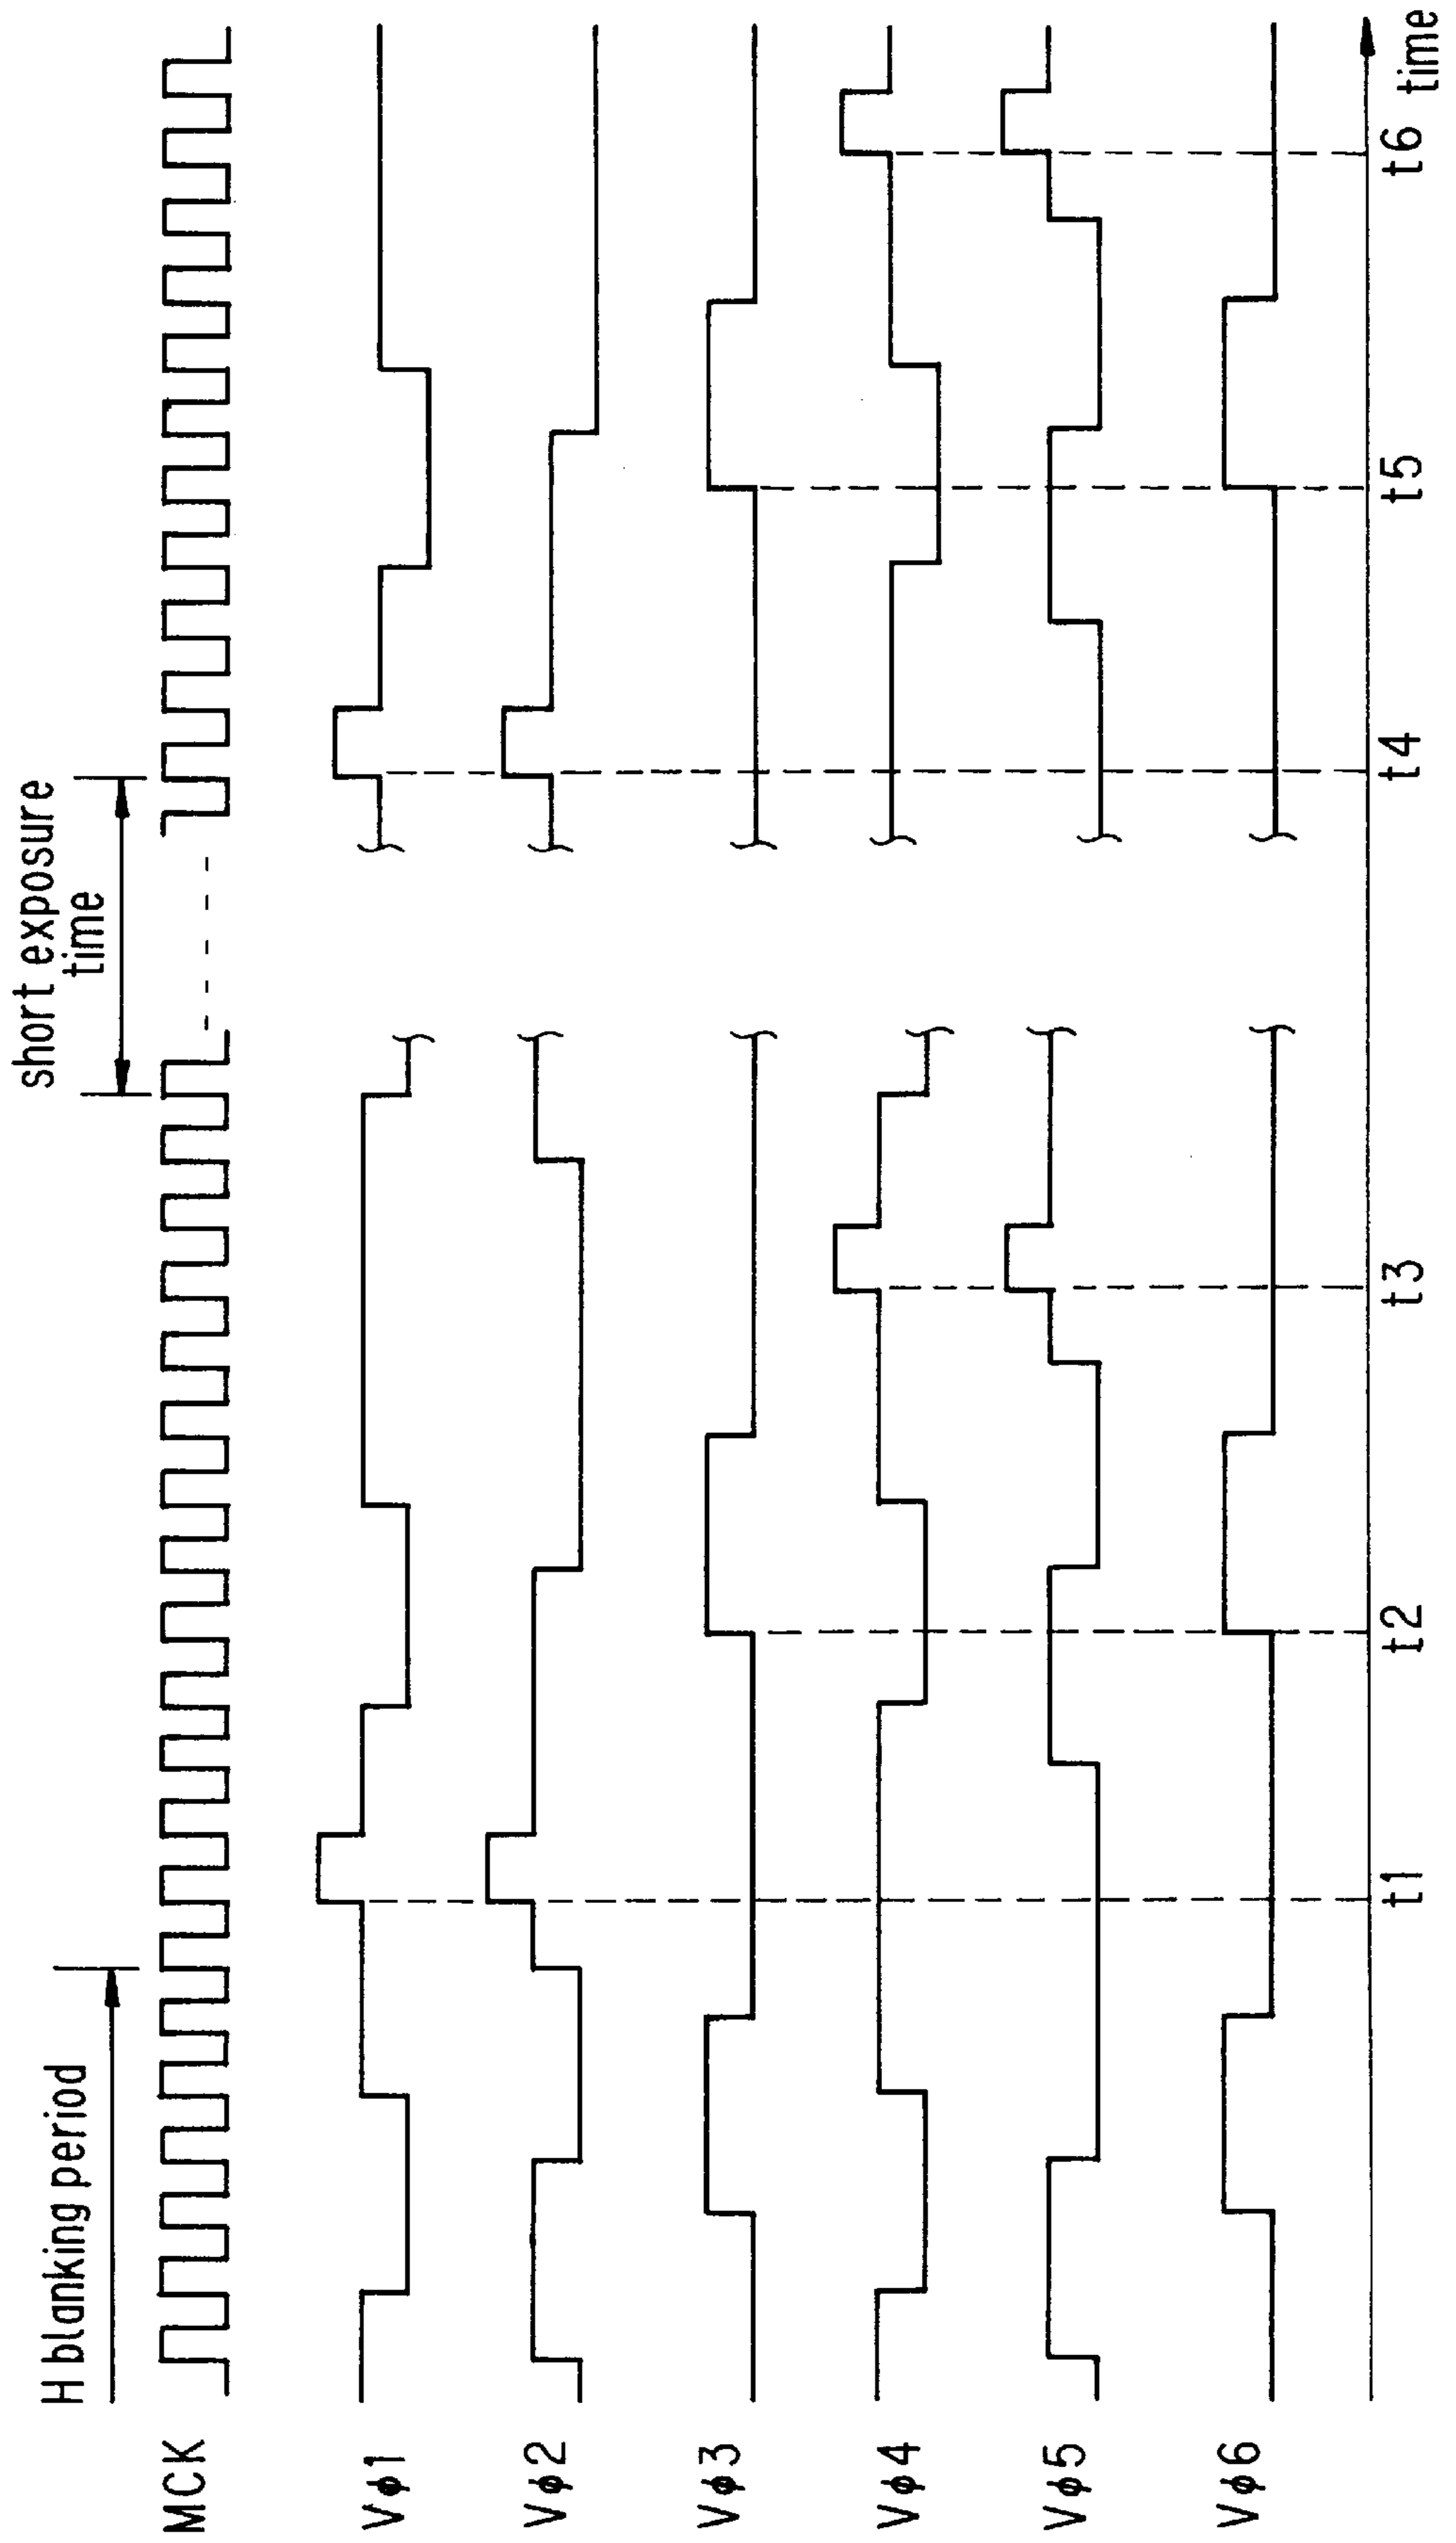 short exposure
time
H blanking period
MCK
Vφ1
Vφ2
Vφ3
Vφ4
Vφ5
Vφ6
t1
t2
t3
t4
t5
t6
time